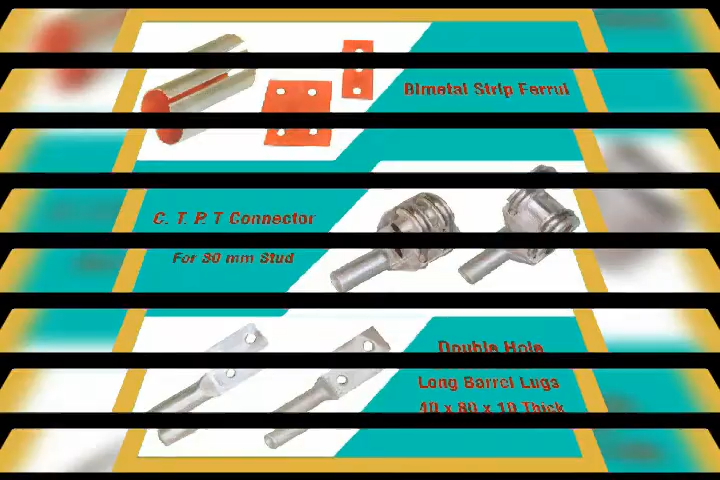 Bimetal Strip Ferrul
C. T. P. T Connector
For 30 mm Stud
Double Hole
Long Barrel Lugs
40 x 80 x 10 Thick